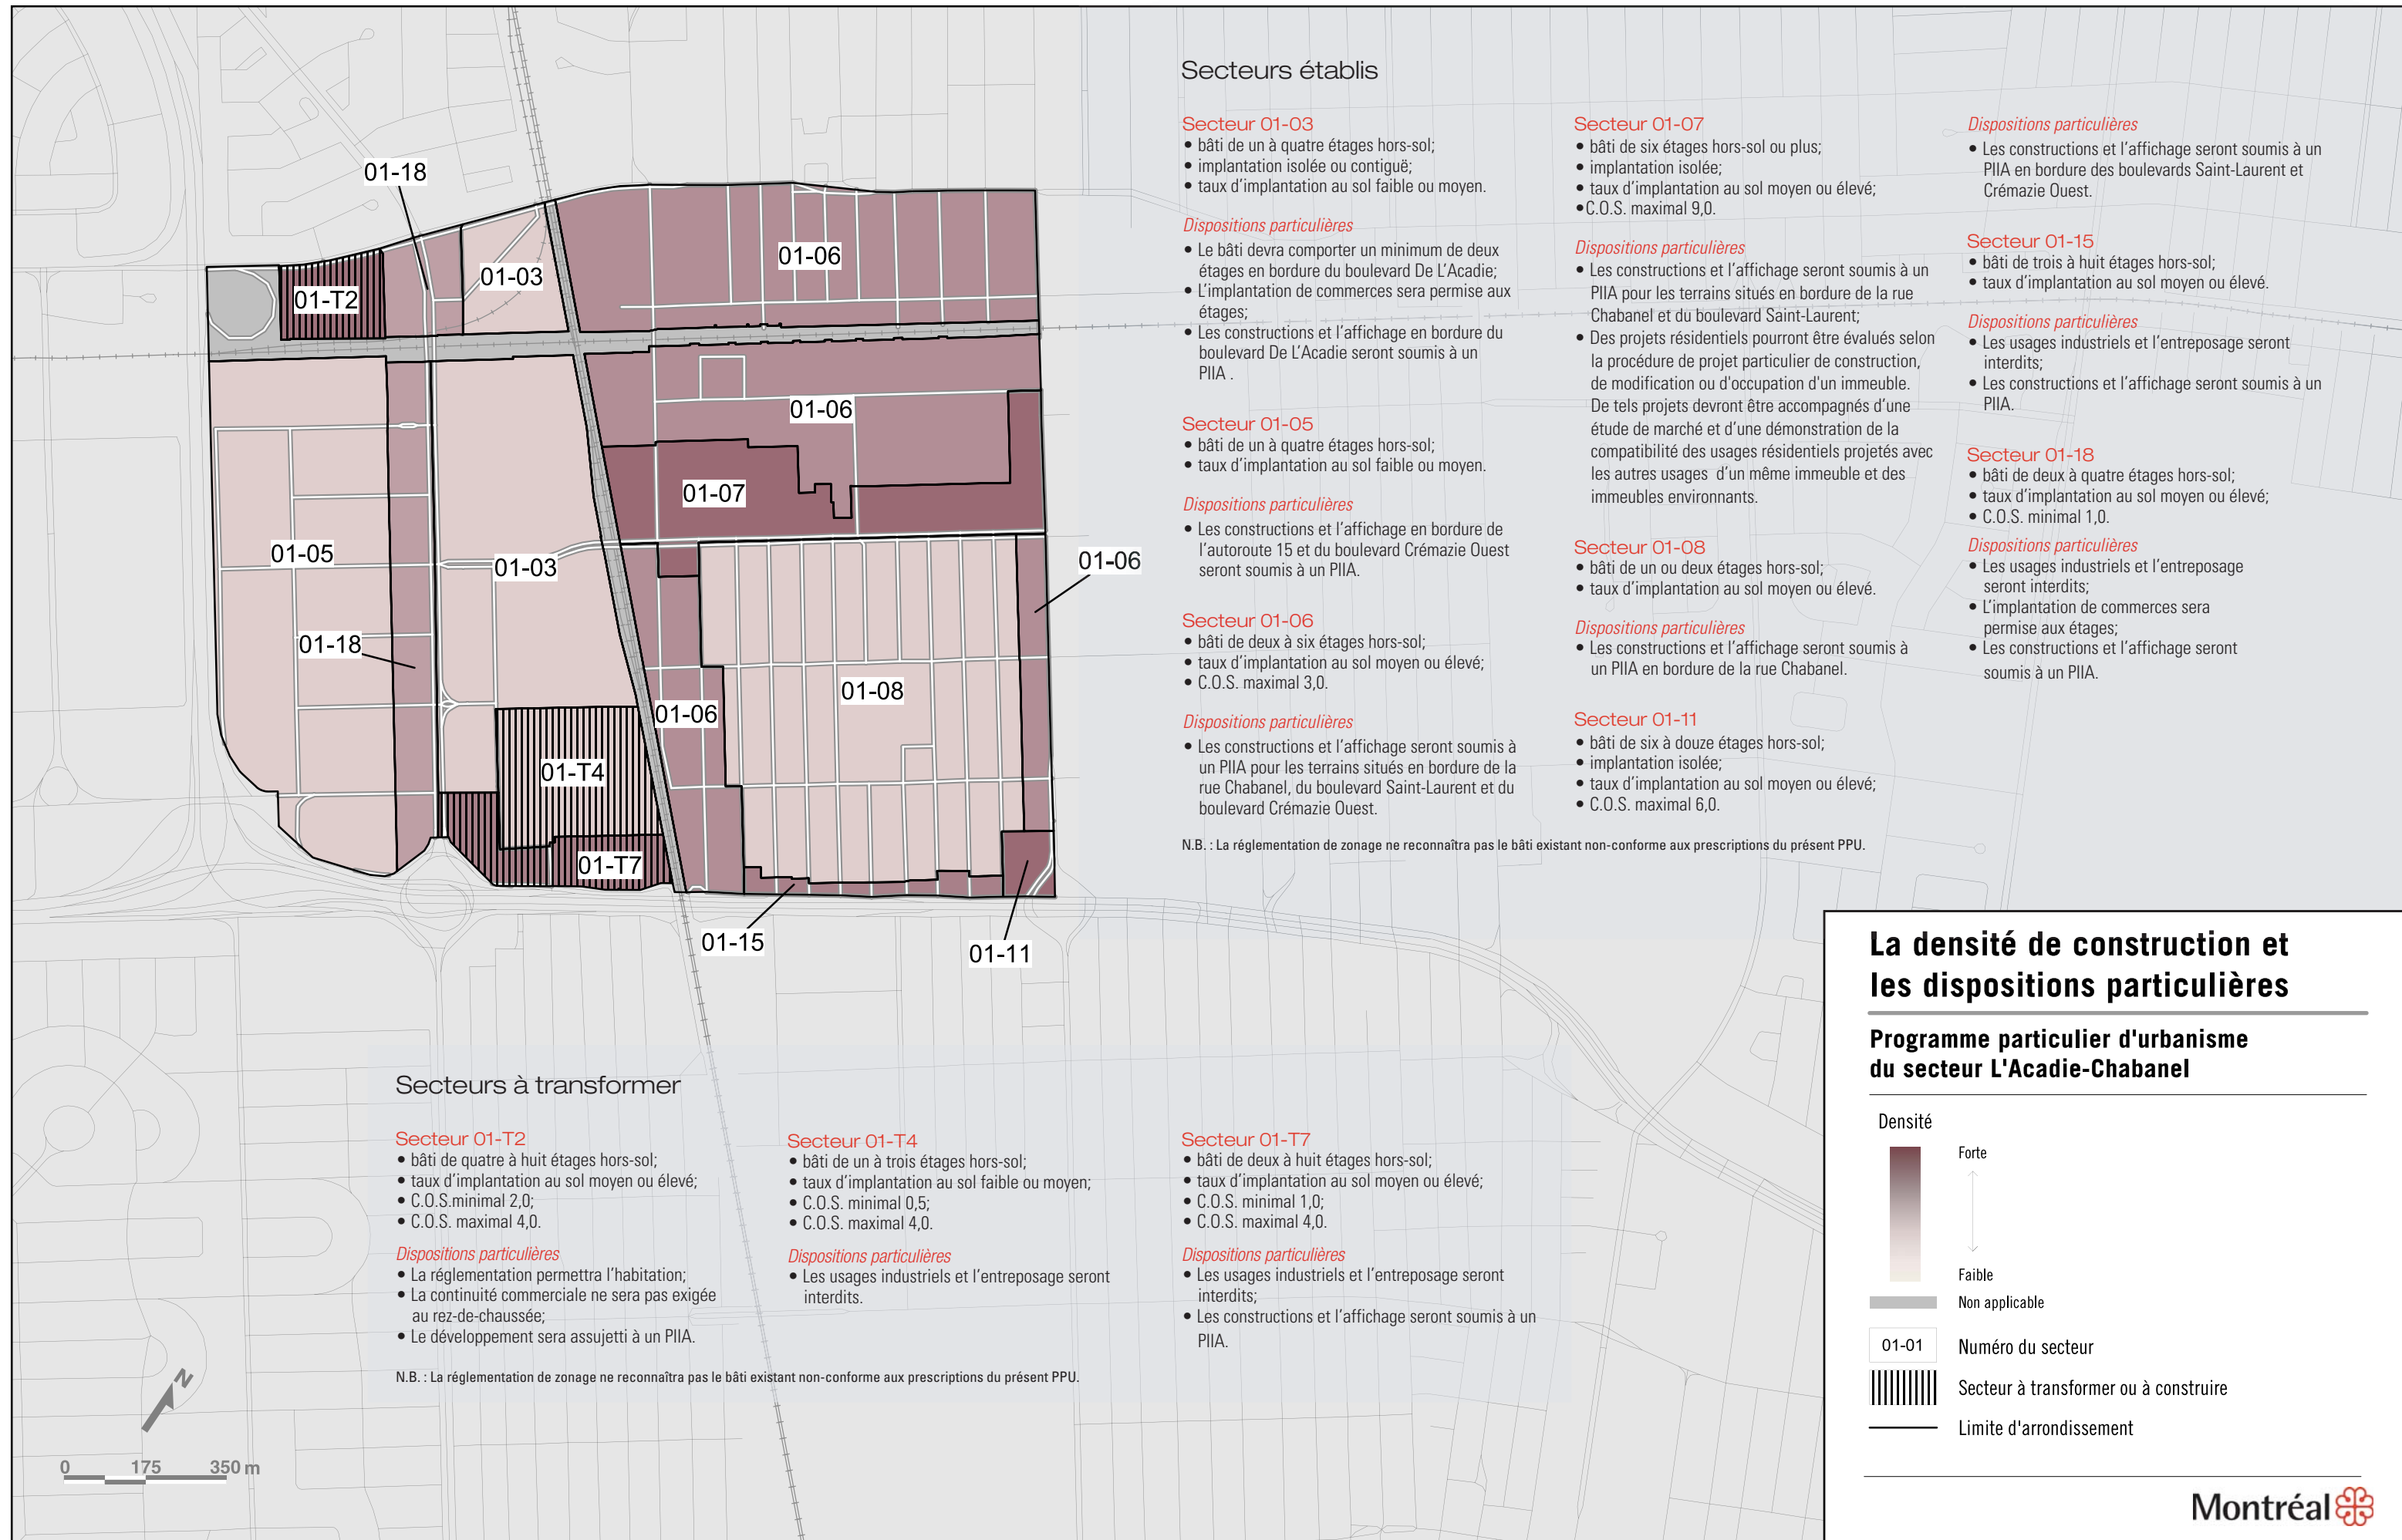 Secteurs établis
Secteur 01-03
• bâti de un à quatre étages hors-sol;
• implantation isolée ou contiguë;
• taux d'implantation au sol faible ou moyen.
Dispositions particulières
• Le bâti devra comporter un minimum de deux
étages en bordure du boulevard De L'Acadie;
• L'implantation de commerces sera permise aux
étages;
• Les constructions et l'affichage en bordure du
boulevard De L'Acadie seront soumis à un
PIIA .
Secteur 01-05
• bâti de un à quatre étages hors-sol;
• taux d'implantation au sol faible ou moyen.
Dispositions particulières
• Les constructions et l'affichage en bordure de
l'autoroute 15 et du boulevard Crémazie Ouest
seront soumis à un PIIA.
Secteur 01-06
• bâti de deux à six étages hors-sol;
• taux d'implantation au sol moyen ou élevé;
• C.O.S. maximal 3,0.
Dispositions particulières
• Les constructions et l'affichage seront soumis à
un PIIA pour les terrains situés en bordure de la
rue Chabanel, du boulevard Saint-Laurent et du
boulevard Crémazie Ouest.
Secteur 01-07
• bâti de six étages hors-sol ou plus;
• implantation isolée;
• taux d'implantation au sol moyen ou élevé;
•C.O.S. maximal 9,0.
Dispositions particulières
• Les constructions et l'affichage seront soumis à un
PIIA pour les terrains situés en bordure de la rue
Chabanel et du boulevard Saint-Laurent;
• Des projets résidentiels pourront être évalués selon
la procédure de projet particulier de construction,
de modification ou d'occupation d'un immeuble.
De tels projets devront être accompagnés d'une
étude de marché et d'une démonstration de la
compatibilité des usages résidentiels projetés avec
les autres usages d'un même immeuble et des
immeubles environnants.
Secteur 01-08
• bâti de un ou deux étages hors-sol;
• taux d'implantation au sol moyen ou élevé.
Dispositions particulières
• Les constructions et l'affichage seront soumis à
un PIIA en bordure de la rue Chabanel.
Secteur 01-11
• bâti de six à douze étages hors-sol;
• implantation isolée;
• taux d'implantation au sol moyen ou élevé;
• C.O.S. maximal 6,0.
Dispositions particulières
• Les constructions et l'affichage seront soumis à un
PIIA en bordure des boulevards Saint-Laurent et
Crémazie Ouest.
Secteur 01-15
• bâti de trois à huit étages hors-sol;
• taux d'implantation au sol moyen ou élevé.
Dispositions particulières
• Les usages industriels et l'entreposage seront
interdits;
• Les constructions et l'affichage seront soumis à un
PIIA.
Secteur 01-18
• bâti de deux à quatre étages hors-sol;
• taux d'implantation au sol moyen ou élevé;
• C.O.S. minimal 1,0.
Dispositions particulières
• Les usages industriels et l'entreposage
seront interdits;
• L'implantation de commerces sera
permise aux étages;
• Les constructions et l'affichage seront
soumis à un PIIA.
N.B. : La réglementation de zonage ne reconnaîtra pas le bâti existant non-conforme aux prescriptions du présent PPU.
01-18
01-T2
01-03
01-06
01-06
01-07
01-05
01-03
01-06
01-18
01-08
01-06
01-T4
01-T7
01-15
01-11
Secteurs à transformer
Secteur 01-T2
• bâti de quatre à huit étages hors-sol;
• taux d'implantation au sol moyen ou élevé;
• C.O.S.minimal 2,0;
• C.O.S. maximal 4,0.
Dispositions particulières
• La réglementation permettra l'habitation;
• La continuité commerciale ne sera pas exigée
au rez-de-chaussée;
• Le développement sera assujetti à un PIIA.
Secteur 01-T4
• bâti de un à trois étages hors-sol;
• taux d'implantation au sol faible ou moyen;
• C.O.S. minimal 0,5;
• C.O.S. maximal 4,0.
Dispositions particulières
• Les usages industriels et l'entreposage seront
interdits.
Secteur 01-T7
• bâti de deux à huit étages hors-sol;
• taux d'implantation au sol moyen ou élevé;
• C.O.S. minimal 1,0;
• C.O.S. maximal 4,0.
Dispositions particulières
• Les usages industriels et l'entreposage seront
interdits;
• Les constructions et l'affichage seront soumis à un
PIIA.
N.B. : La réglementation de zonage ne reconnaîtra pas le bâti existant non-conforme aux prescriptions du présent PPU.
N
0 175 350 m
La densité de construction et
les dispositions particulières
Programme particulier d'urbanisme
du secteur L'Acadie-Chabanel
Densité
Forte
Faible
Non applicable
01-01 Numéro du secteur
Secteur à transformer ou à construire
Limite d'arrondissement
Montréal